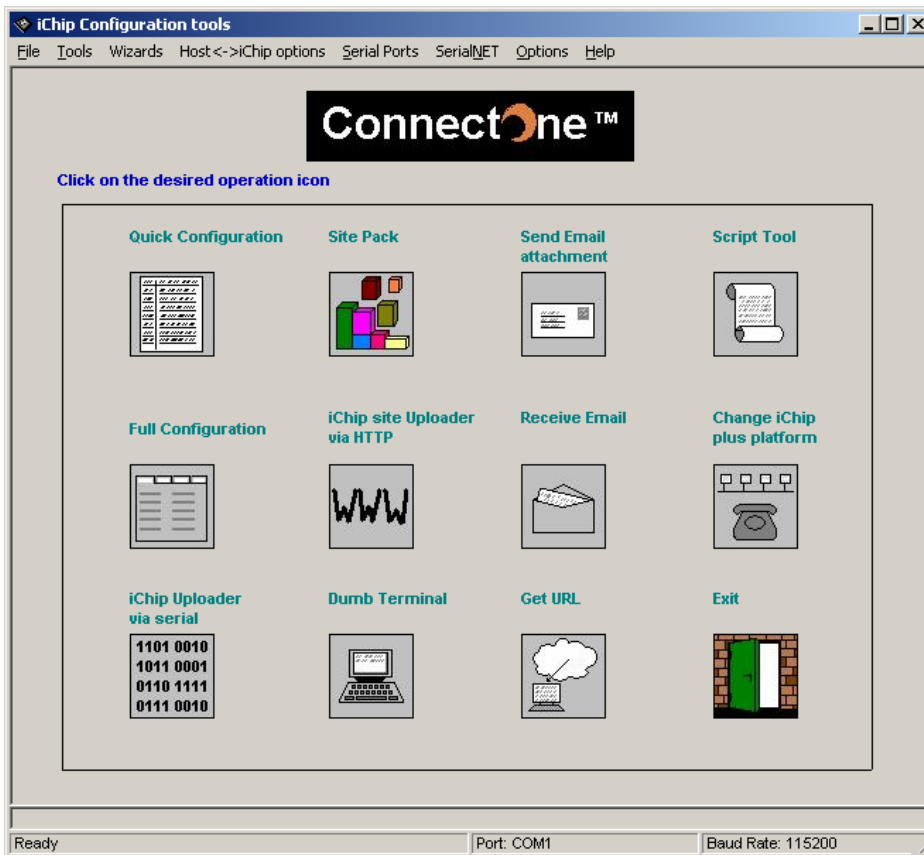 iChip Configuration tools
File Tools Wizards Host<->iChip options Serial Ports SerialNET Options Help
ConnectOne™
Click on the desired operation icon
Quick Configuration
Site Pack
Send Email
attachment
Script Tool
Full Configuration
iChip site Uploader
via HTTP
Receive Email
Change iChip
plus platform
WWW
iChip Uploader
via serial
1101 0010
1011 0001
0110 1111
0111 0010
Dumb Terminal
Get URL
Exit
Ready
Port: COM1
Baud Rate: 115200